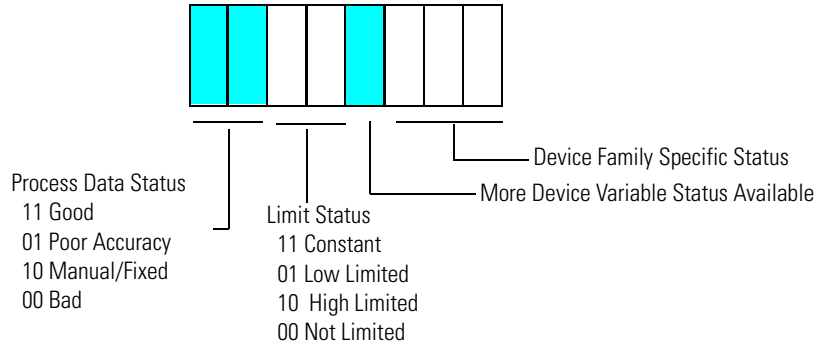 Device Family Specific Status
More Device Variable Status Available
Process Data Status
11 Good
01 Poor Accuracy
10 Manual/Fixed
00 Bad
Limit Status
11 Constant
01 Low Limited
10 High Limited
00 Not Limited